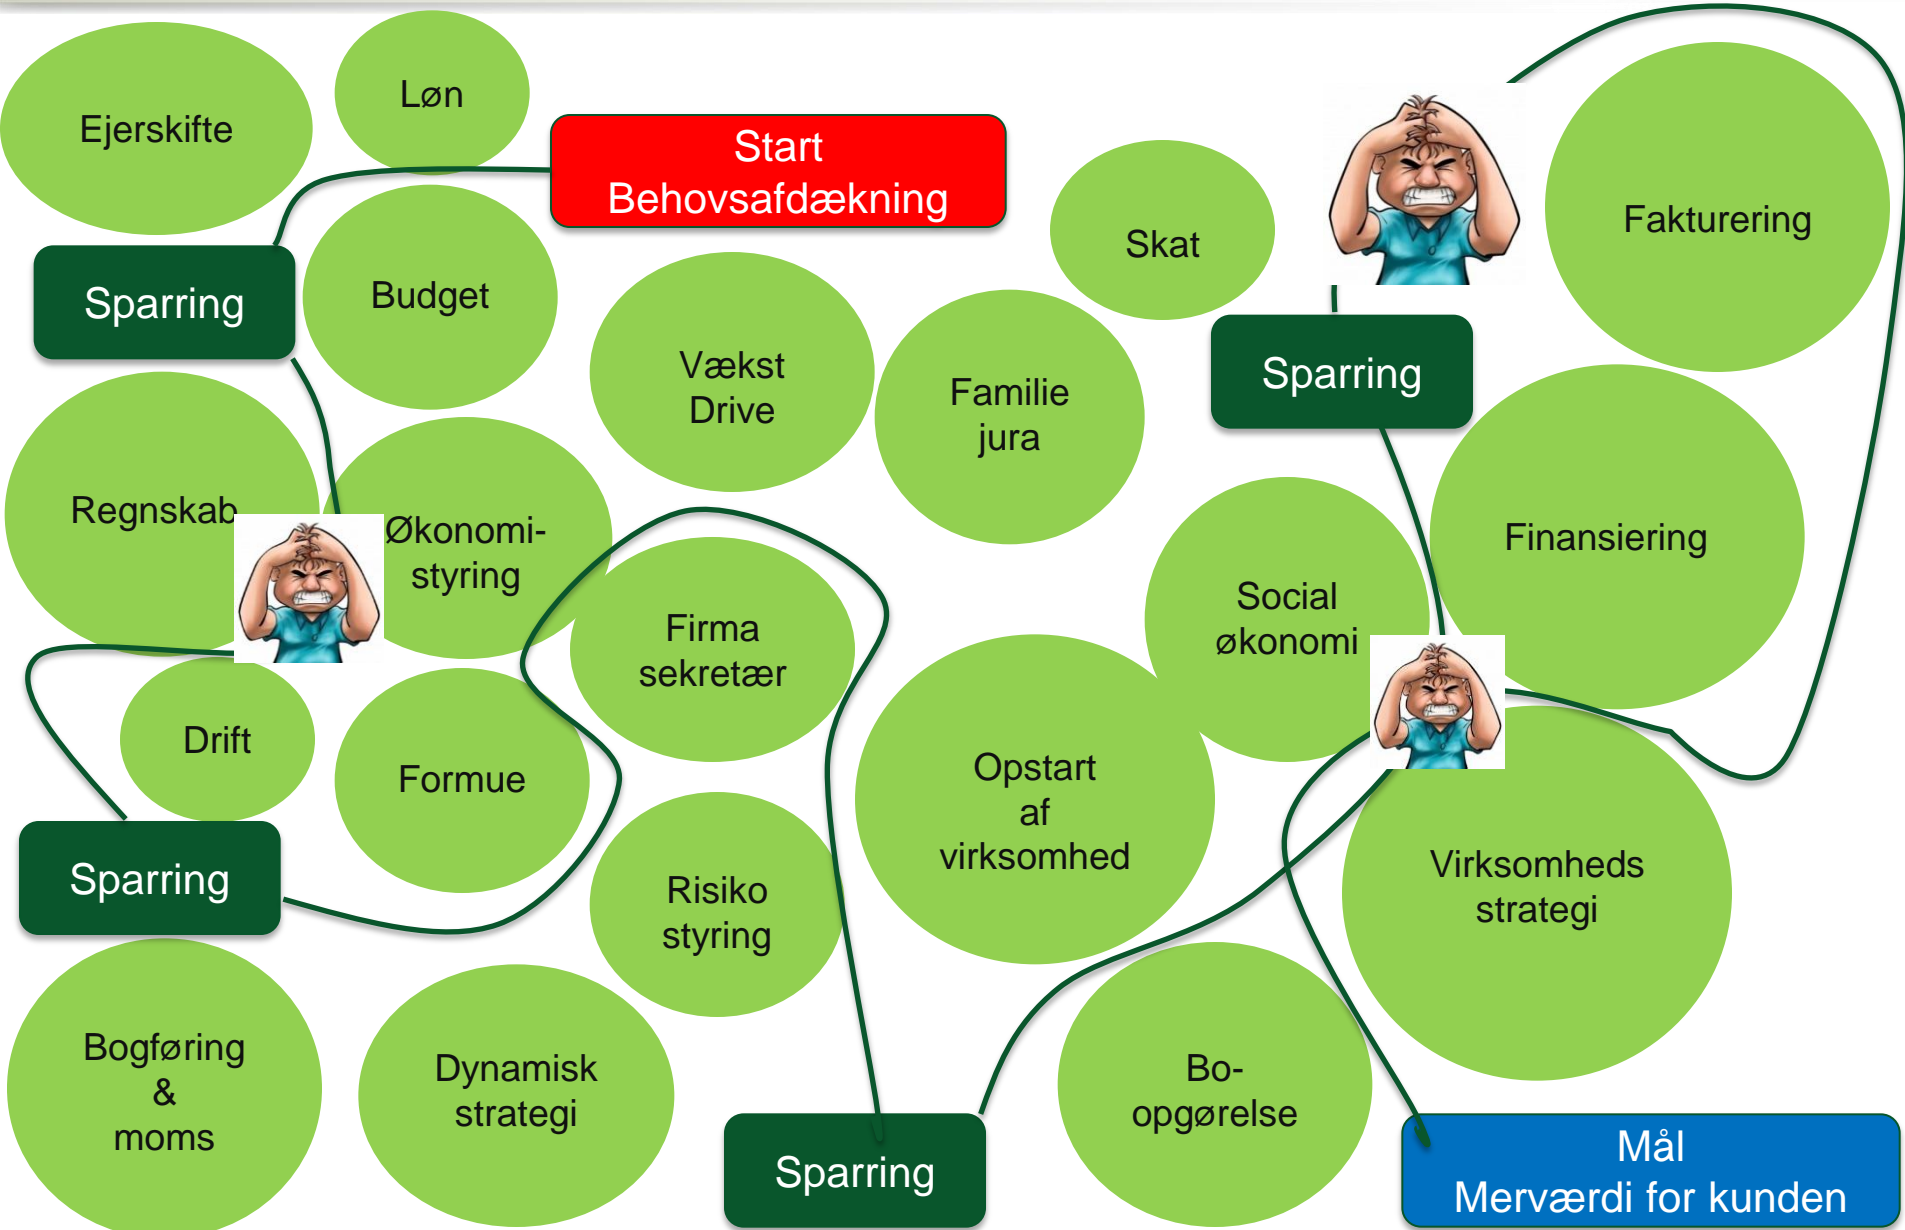 Løn
Ejerskifte
Start
Behovsafdækning
Skat
Fakturering
Sparring
Budget
Vækst
Drive
Familie
jura
Sparring
Regnskab
Økonomi-
styring
Finansiering
Social
økonomi
Firma
sekretær
Drift
Formue
Opstart
af
virksomhed
Sparring
Risiko
styring
Virksomheds
strategi
Bogføring
&
moms
Dynamisk
strategi
Bo-
opgørelse
Sparring
Mål
Merværdi for kunden